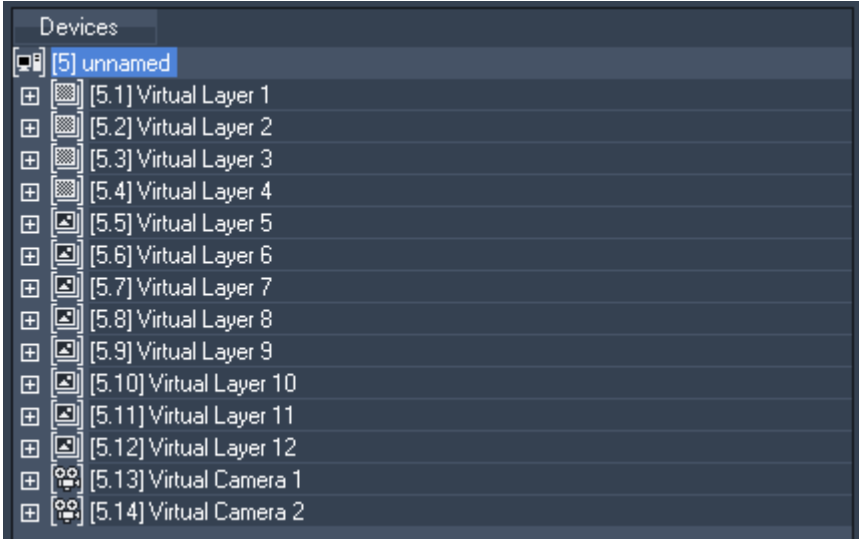 Devices
[5] unnamed
[5.1] Virtual Layer 1
[5.2] Virtual Layer 2
[5.3] Virtual Layer 3
[5.4] Virtual Layer 4
[5.5] Virtual Layer 5
[5.6] Virtual Layer 6
[5.7] Virtual Layer 7
[5.8] Virtual Layer 8
[5.9] Virtual Layer 9
[5.10] Virtual Layer 10
[5.11] Virtual Layer 11
[5.12] Virtual Layer 12
[5.13] Virtual Camera 1
[5.14] Virtual Camera 2